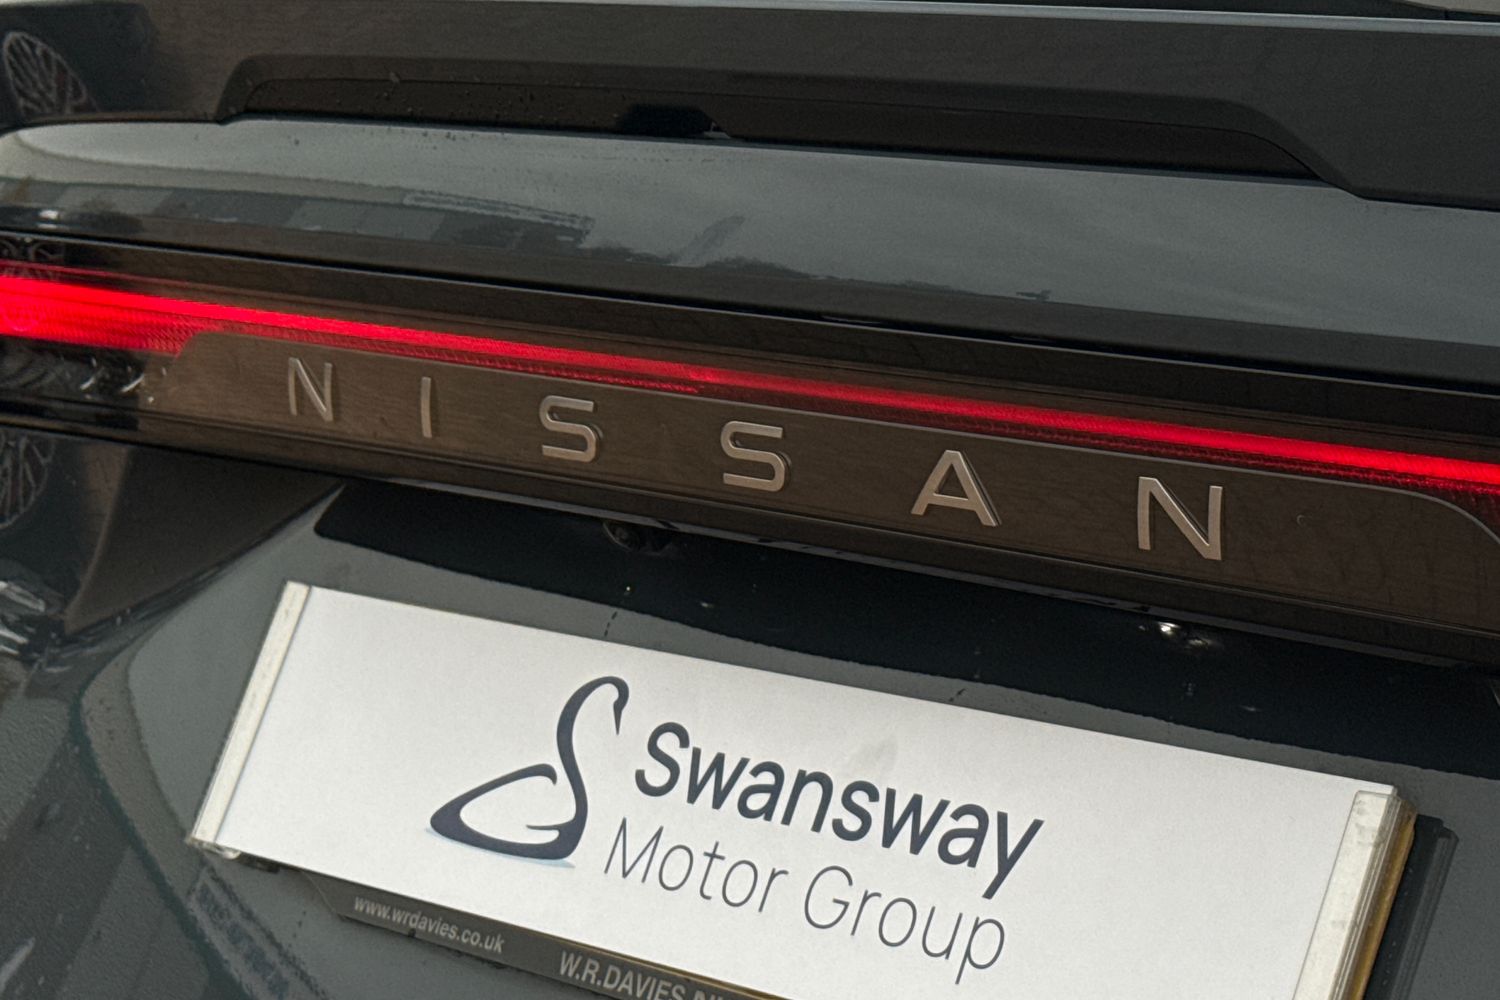 NISSAN
Swansway
Motor Group
www.wrdavies.co.uk
W.R.DAVIES